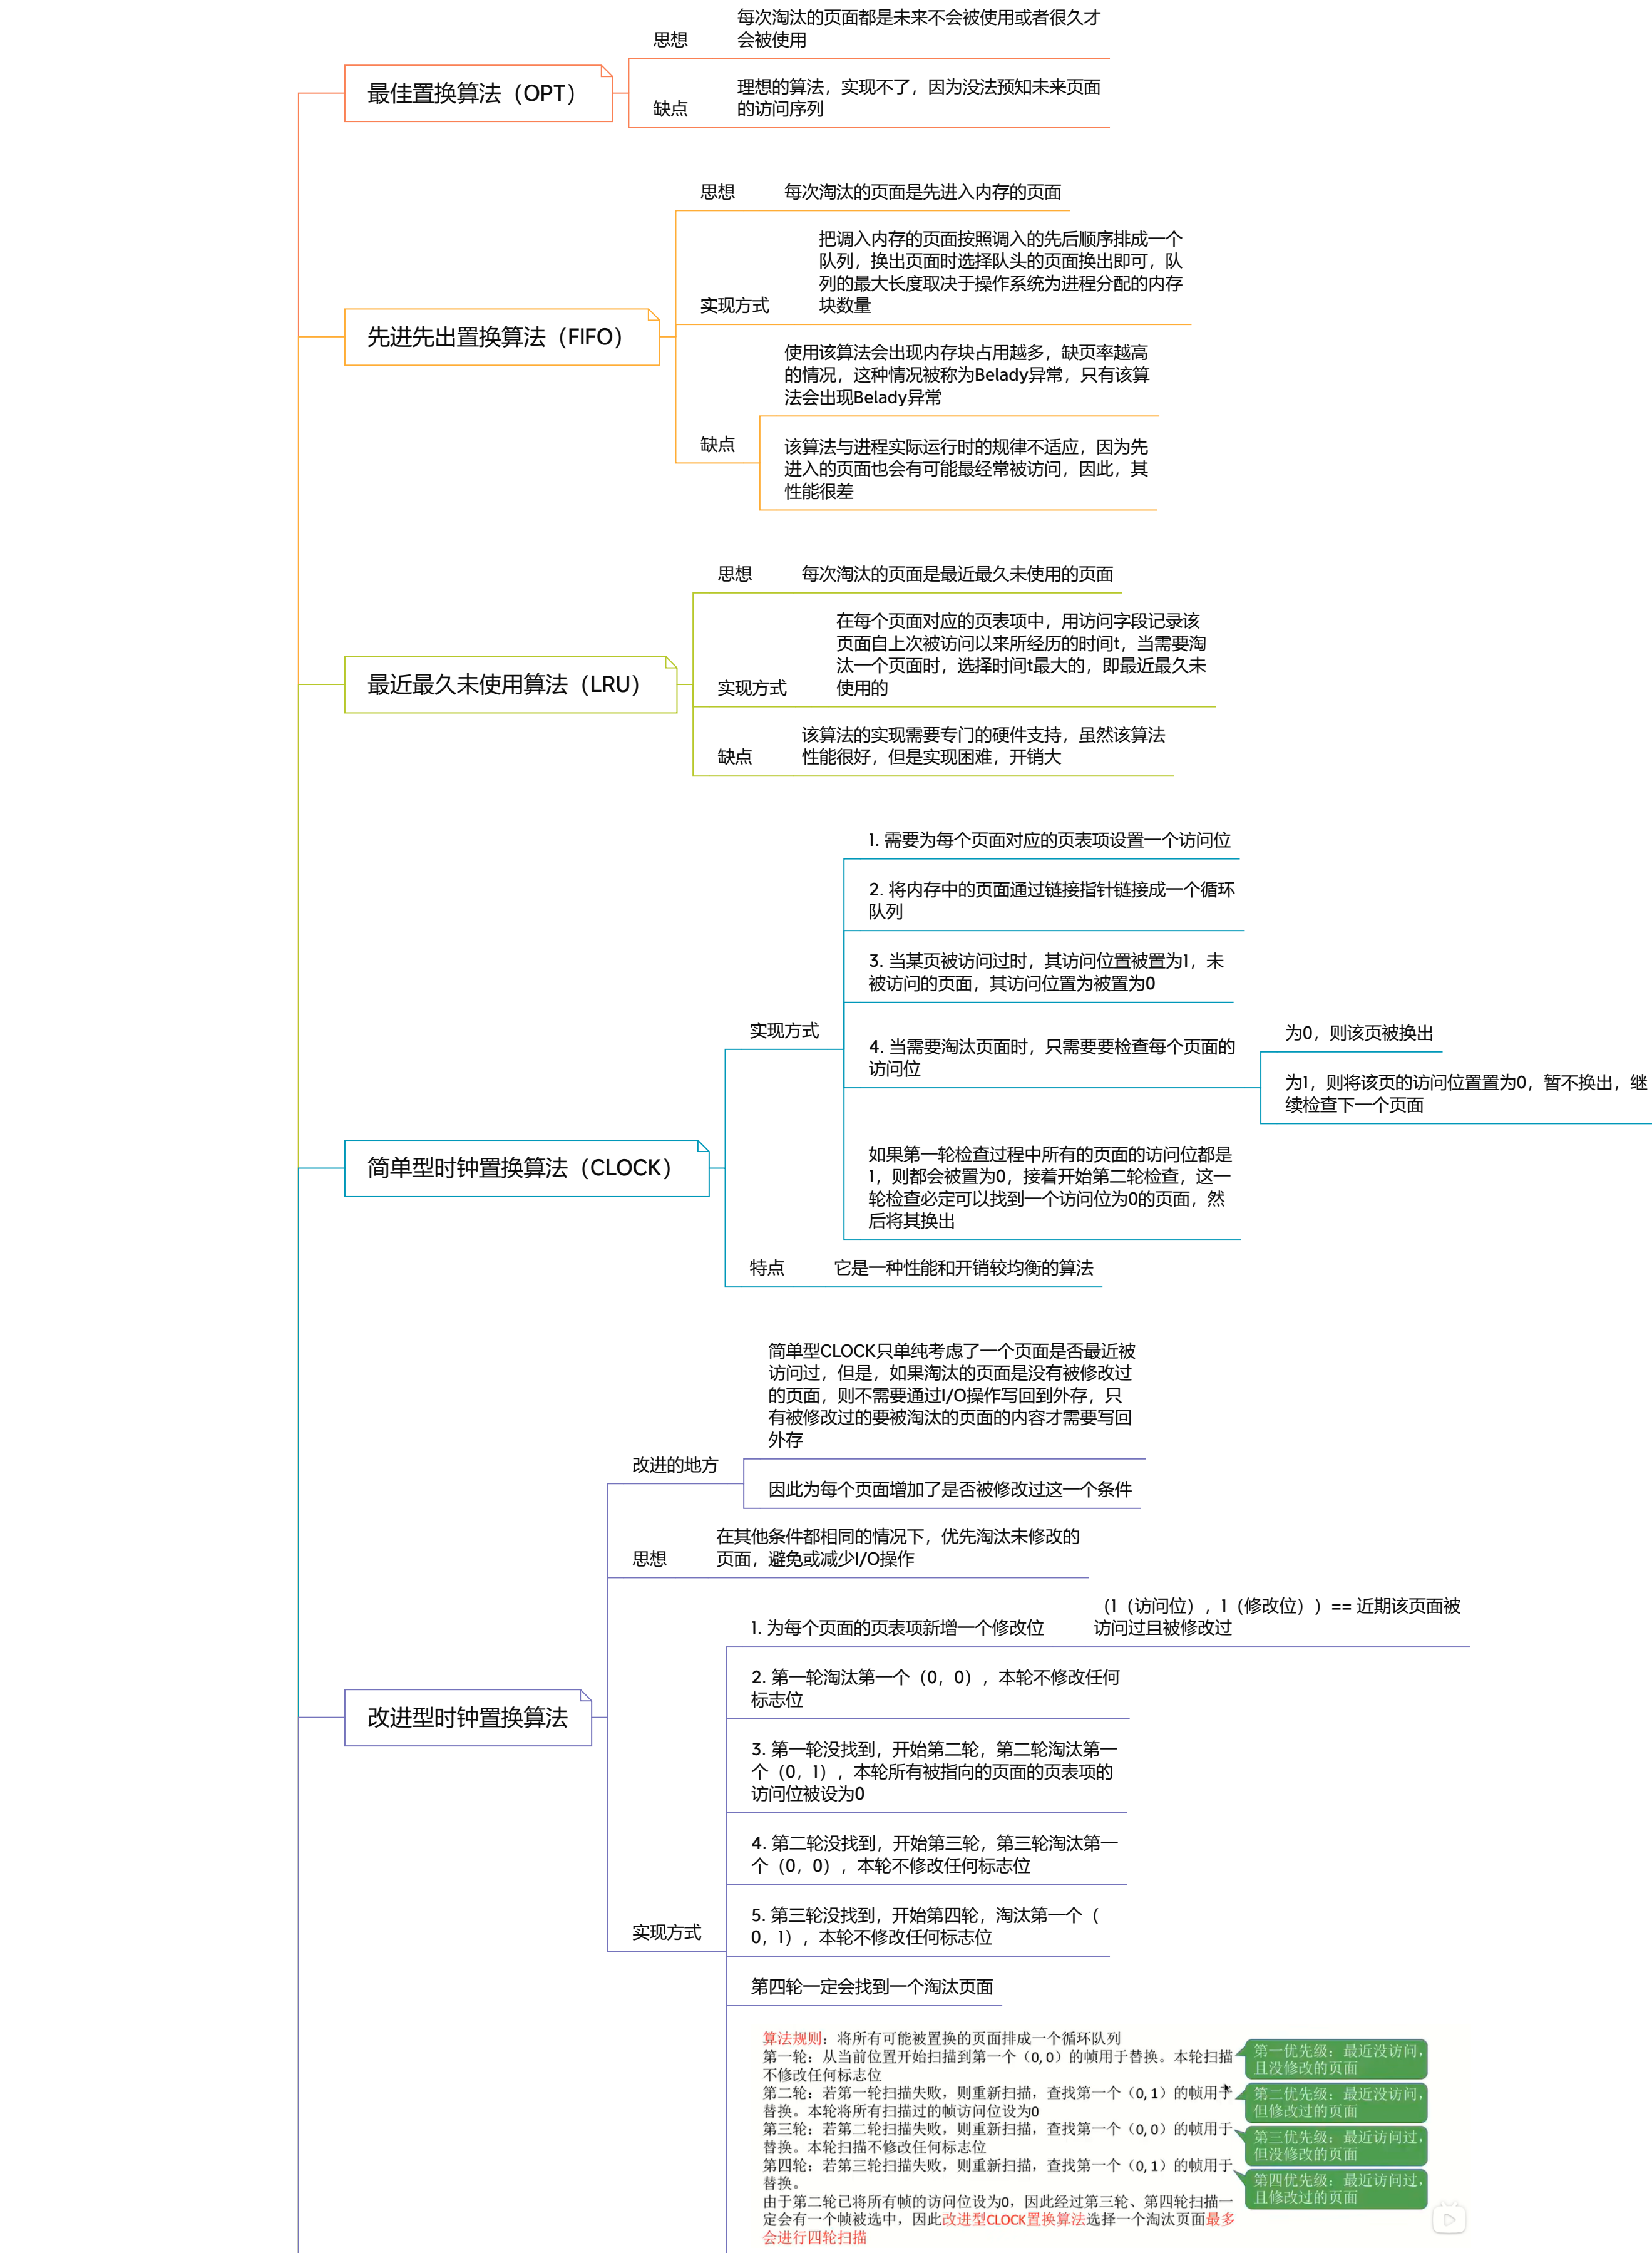 最佳置换算法（OPT）
思想
每次淘汰的页面都是未来不会被使用或者很久才
会被使用
缺点
理想的算法，实现不了，因为没法预知未来页面
的访问序列
先进先出置换算法（FIFO）
思想
每次淘汰的页面是先进入内存的页面
实现方式
把调入内存的页面按照调入的先后顺序排成一个
队列，换出页面时选择队头的页面换出即可，队
列的最大长度取决于操作系统为进程分配的内存
块数量
缺点
使用该算法会出现内存块占用越多，缺页率越高
的情况，这种情况被称为Belady异常，只有该算
法会出现Belady异常
该算法与进程实际运行时的规律不适应，因为先
进入的页面也会有可能最经常被访问，因此，其
性能很差
最近最久未使用算法（LRU）
思想
每次淘汰的页面是最近最久未使用的页面
实现方式
在每个页面对应的页表项中，用访问字段记录该
页面自上次被访问以来所经历的时间t，当需要淘
汰一个页面时，选择时间t最大的，即最近最久未
使用的
缺点
该算法的实现需要专门的硬件支持，虽然该算法
性能很好，但是实现困难，开销大
简单型时钟置换算法（CLOCK）
实现方式
1. 需要为每个页面对应的页表项设置一个访问位
2. 将内存中的页面通过链接指针链接成一个循环
队列
3. 当某页被访问过时，其访问位置被置为1，未
被访问的页面，其访问位置为被置为0
4. 当需要淘汰页面时，只需要要检查每个页面的
访问位
为0，则该页被换出
为1，则将该页的访问位置置为0，暂不换出，继
续检查下一个页面
如果第一轮检查过程中所有的页面的访问位都是
1，则都会被置为0，接着开始第二轮检查，这一
轮检查必定可以找到一个访问位为0的页面，然
后将其换出
特点
它是一种性能和开销较均衡的算法
改进型时钟置换算法
改进的地方
简单型CLOCK只单纯考虑了一个页面是否最近被
访问过，但是，如果淘汰的页面是没有被修改过
的页面，则不需要通过I/O操作写回到外存，只
有被修改过的要被淘汰的页面的内容才需要写回
外存
因此为每个页面增加了是否被修改过这一个条件
思想
在其他条件都相同的情况下，优先淘汰未修改的
页面，避免或减少I/O操作
实现方式
1. 为每个页面的页表项新增一个修改位
（1（访问位），1（修改位））== 近期该页面被
访问过且被修改过
2. 第一轮淘汰第一个（0，0），本轮不修改任何
标志位
3. 第一轮没找到，开始第二轮，第二轮淘汰第一
个（0，1），本轮所有被指向的页面的页表项的
访问位被设为0
4. 第二轮没找到，开始第三轮，第三轮淘汰第一
个（0，0），本轮不修改任何标志位
5. 第三轮没找到，开始第四轮，淘汰第一个（
0，1），本轮不修改任何标志位
第四轮一定会找到一个淘汰页面
算法规则：将所有可能被置换的页面排成一个循环队列
第一轮：从当前位置开始扫描到第一个（0, 0）的帧用于替换。本轮扫描
不修改任何标志位
第二轮：若第一轮扫描失败，则重新扫描，查找第一个（0, 1）的帧用于
替换。本轮将所有扫描过的帧访问位设为0
第三轮：若第二轮扫描失败，则重新扫描，查找第一个（0, 0）的帧用于
替换。本轮扫描不修改任何标志位
第四轮：若第三轮扫描失败，则重新扫描，查找第一个（0, 1）的帧用于
替换。
由于第二轮已将所有帧的访问位设为0，因此经过第三轮、第四轮扫描一
定会有一个帧被选中，因此改进型CLOCK置换算法选择一个淘汰页面最多
会进行四轮扫描
第一优先级：最近没访问，
且没修改的页面
第二优先级：最近没访问，
但修改过的页面
第三优先级：最近访问过，
但没修改的页面
第四优先级：最近访问过，
且修改过的页面